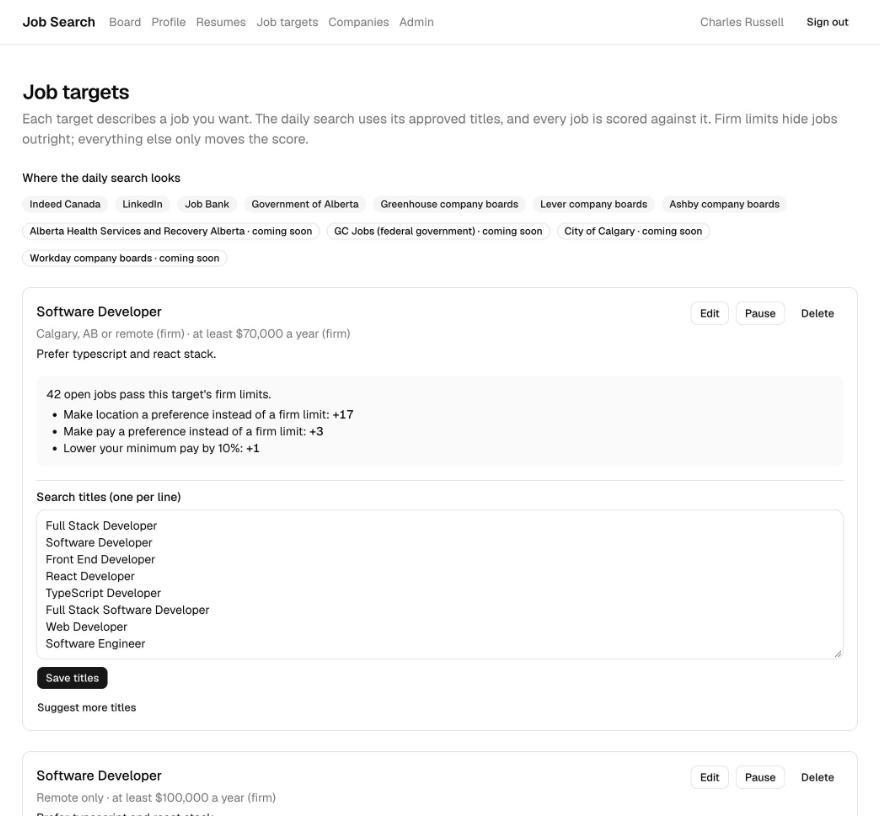 Job Search Board Profile Resumes Job targets Companies Admin Charles Russell Sign out
Job targets
Each target describes a job you want. The daily search uses its approved titles, and every job is scored against it. Firm limits hide jobs
outright; everything else only moves the score.
Where the daily search looks
Indeed Canada LinkedIn Job Bank Government of Alberta Greenhouse company boards Lever company boards Ashby company boards
Alberta Health Services and Recovery Alberta · coming soon GC Jobs (federal government) · coming soon City of Calgary · coming soon
Workday company boards · coming soon
Software Developer Edit Pause Delete
Calgary, AB or remote (firm) · at least $70,000 a year (firm)
Prefer typescript and react stack.
42 open jobs pass this target's firm limits.
• Make location a preference instead of a firm limit: +17
• Make pay a preference instead of a firm limit: +3
• Lower your minimum pay by 10%: +1
Search titles (one per line)
Full Stack Developer
Software Developer
Front End Developer
React Developer
TypeScript Developer
Full Stack Software Developer
Web Developer
Software Engineer
Save titles
Suggest more titles
Software Developer Edit Pause Delete
Remote only · at least $100,000 a year (firm)
Prefer typescript and react stack.